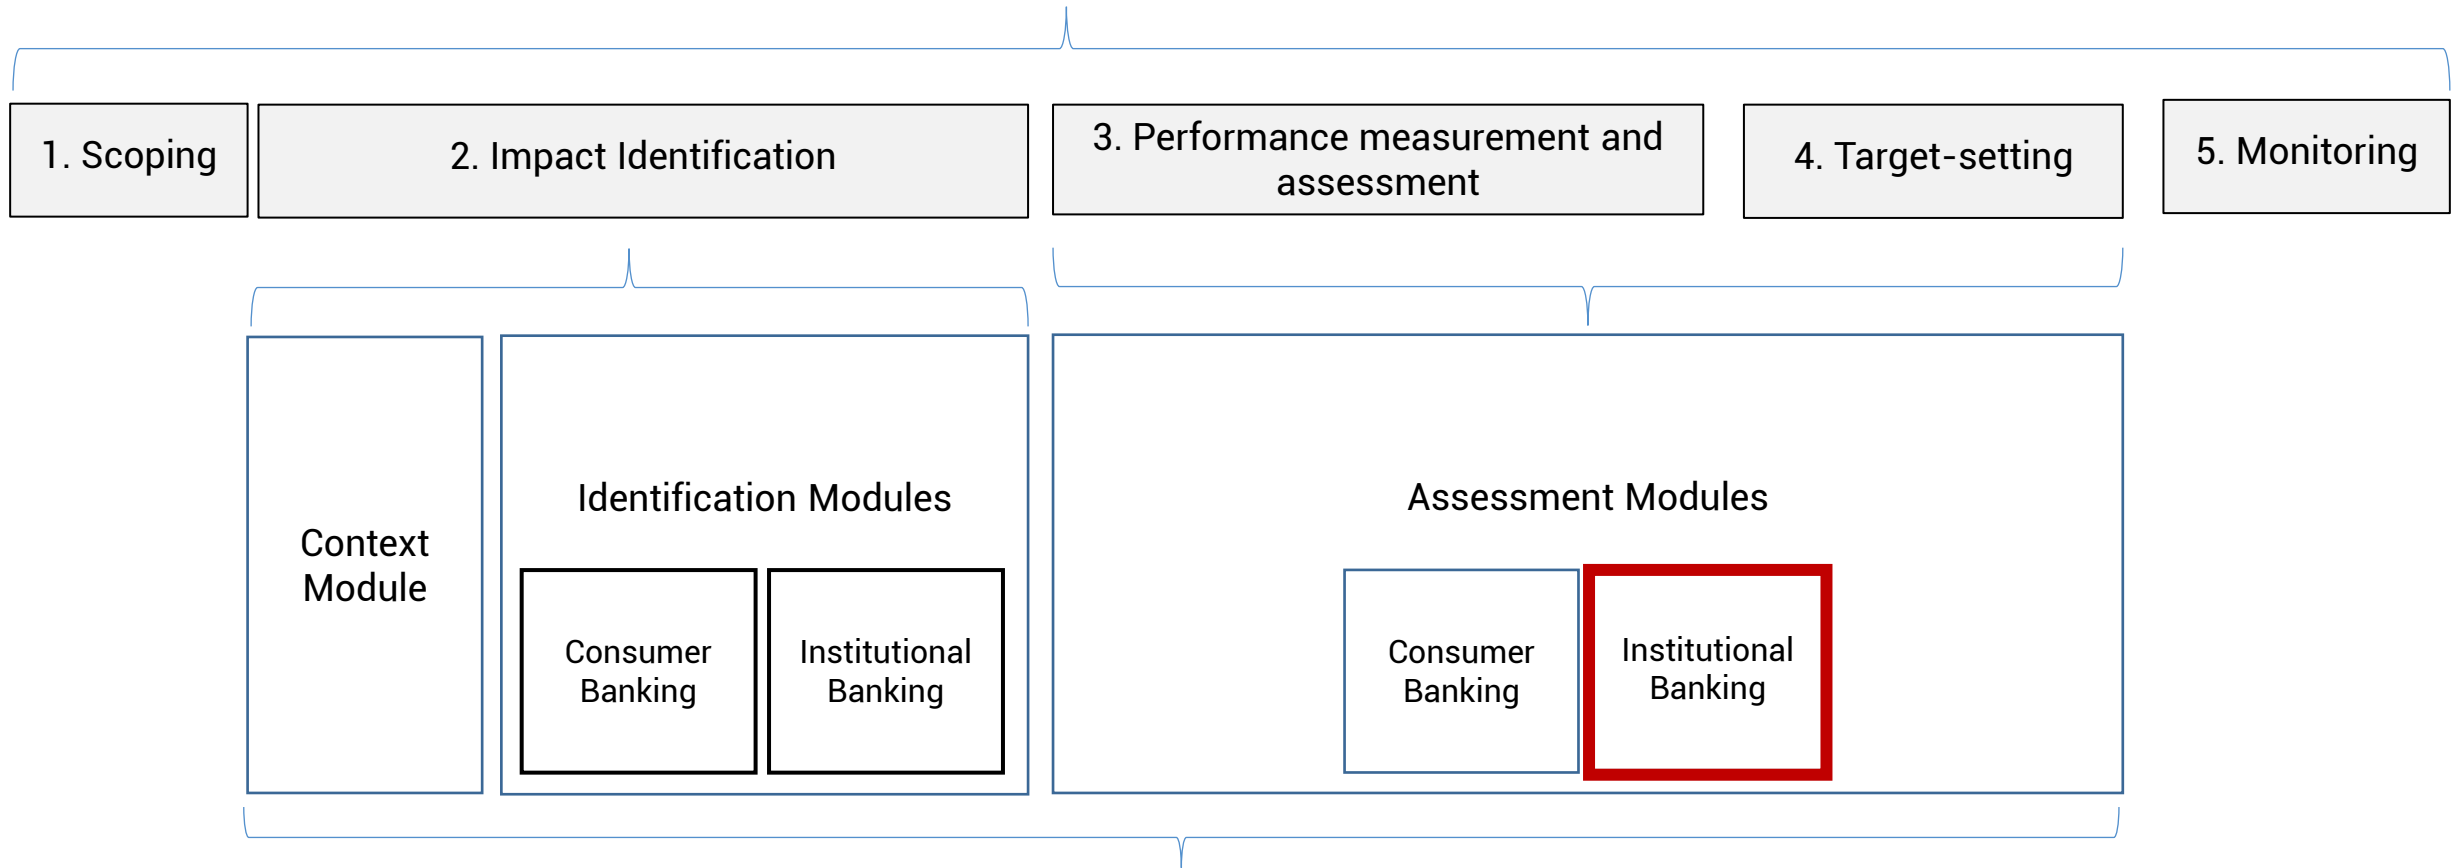 1. Scoping
2. Impact Identification
3. Performance measurement and
assessment
4. Target-setting
5. Monitoring
Context
Module
Identification Modules
Consumer
Banking
Institutional
Banking
Assessment Modules
Consumer
Banking
Institutional
Banking